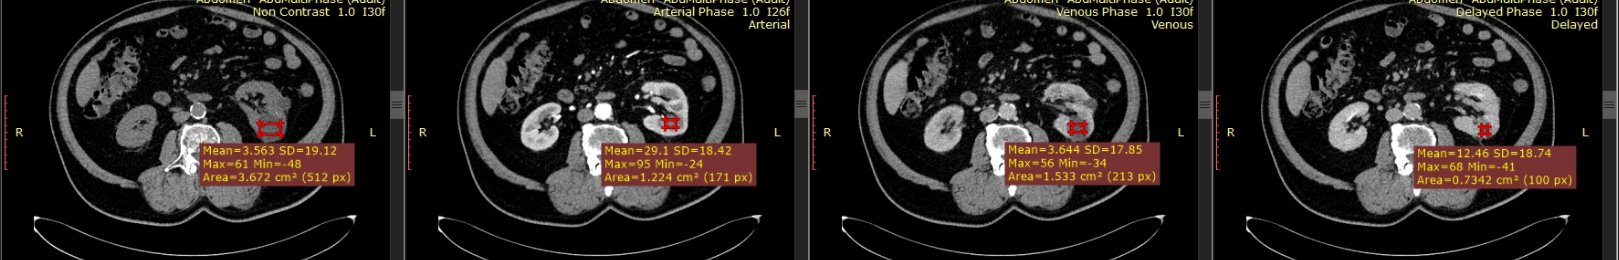 Non Contrast 1.0 I30f
R
L
Mean=3.563 SD=19.12
Max=61 Min=-48
Area=3.672 cm² (512 px)
Arterial Phase 1.0 I26f
Arterial
R
L
Mean=29.1 SD=18.42
Max=95 Min=-24
Area=1.224 cm² (171 px)
Venous Phase 1.0 I30f
Venous
R
L
Mean=3.644 SD=17.85
Max=56 Min=-34
Area=1.533 cm² (213 px)
Delayed Phase 1.0 I30f
Delayed
R
L
Mean=12.46 SD=18.74
Max=68 Min=-41
Area=0.7342 cm² (100 px)